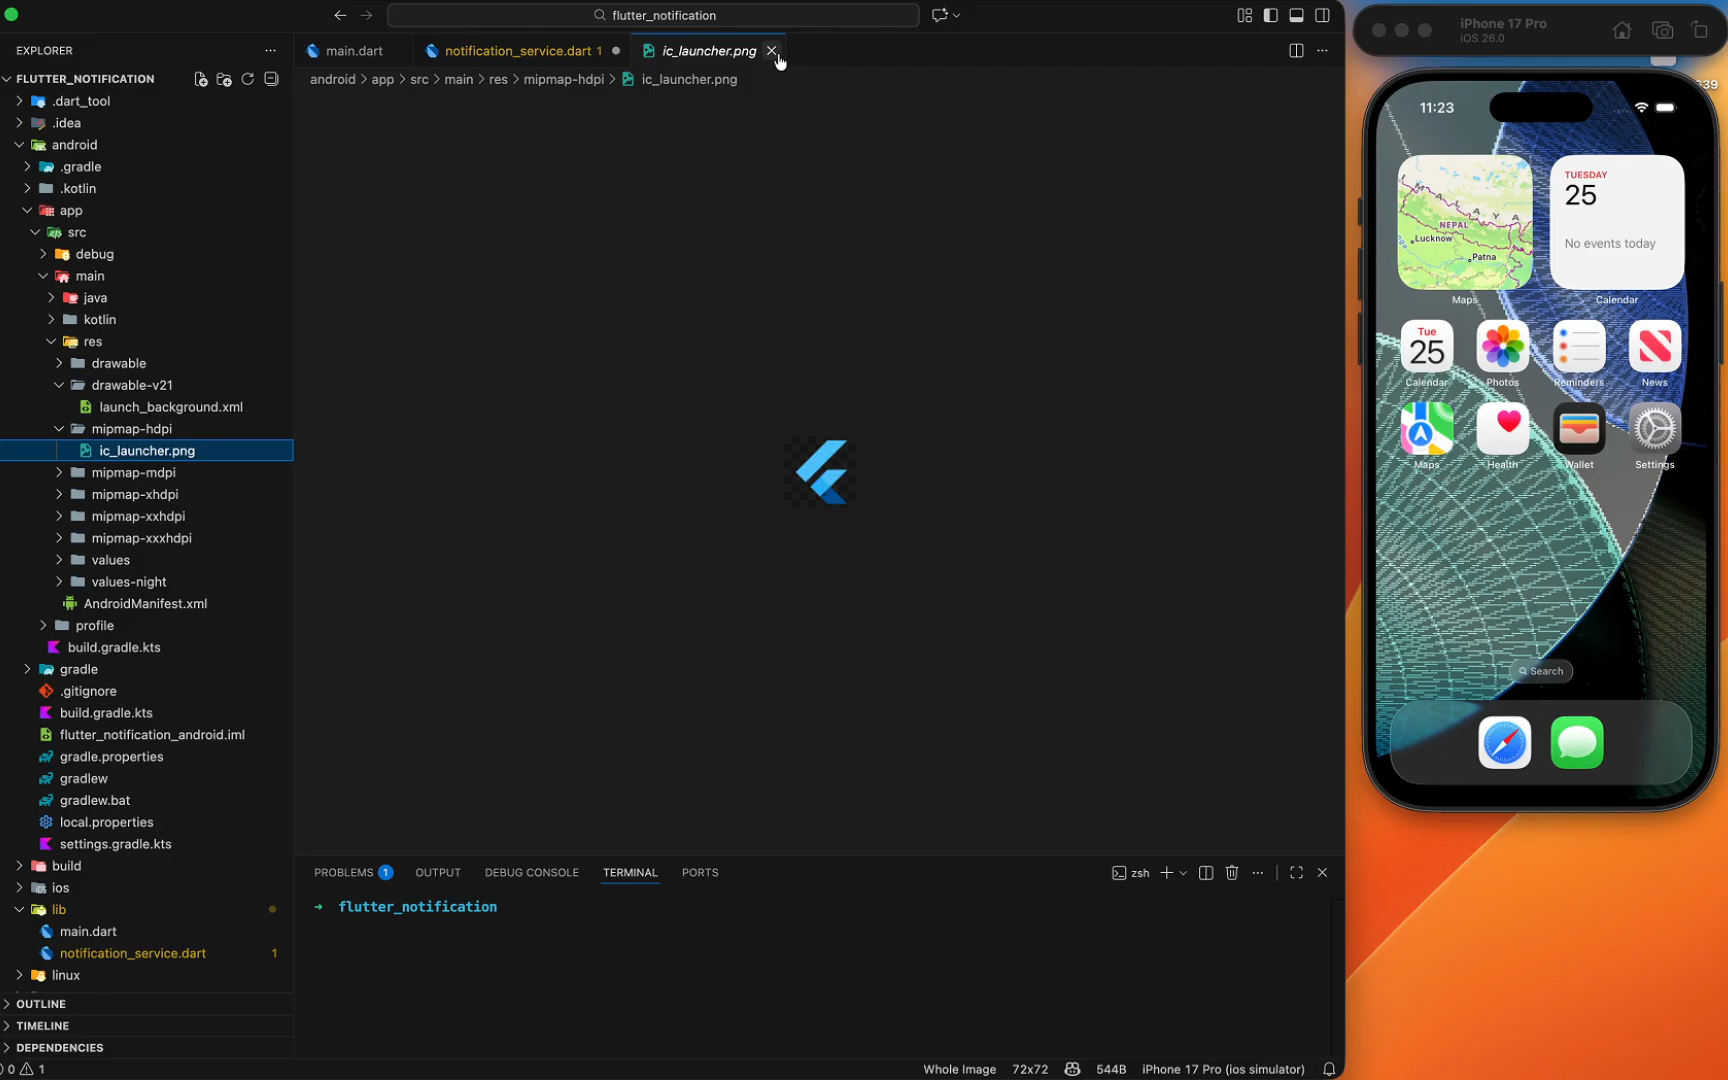 flutter_notification
iPhone 17 Pro
iOS 26.0
EXPLORER
main.dart
notification_service.dart 1
ic_launcher.png
FLUTTER_NOTIFICATION
android > app > src > main > res > mipmap-hdpi > ic_launcher.png
.dart_tool
.idea
android
.gradle
.kotlin
app
src
debug
main
java
kotlin
res
drawable
drawable-v21
launch_background.xml
mipmap-hdpi
ic_launcher.png
mipmap-mdpi
mipmap-xhdpi
mipmap-xxhdpi
mipmap-xxxhdpi
values
values-night
AndroidManifest.xml
profile
build.gradle.kts
gradle
.gitignore
build.gradle.kts
flutter_notification_android.iml
gradle.properties
gradlew
gradlew.bat
local.properties
settings.gradle.kts
build
ios
lib
main.dart
notification_service.dart 1
linux
OUTLINE
TIMELINE
DEPENDENCIES
PROBLEMS 1
OUTPUT
DEBUG CONSOLE
TERMINAL
PORTS
zsh
→ flutter_notification
0 1
Whole Image
72x72
544B
iPhone 17 Pro (ios simulator)
11:23
NEPAL
Lucknow
Patna
Maps
TUESDAY
25
No events today
Calendar
Tue
25
Calendar
Photos
Reminders
News
Maps
Health
Wallet
Settings
Search